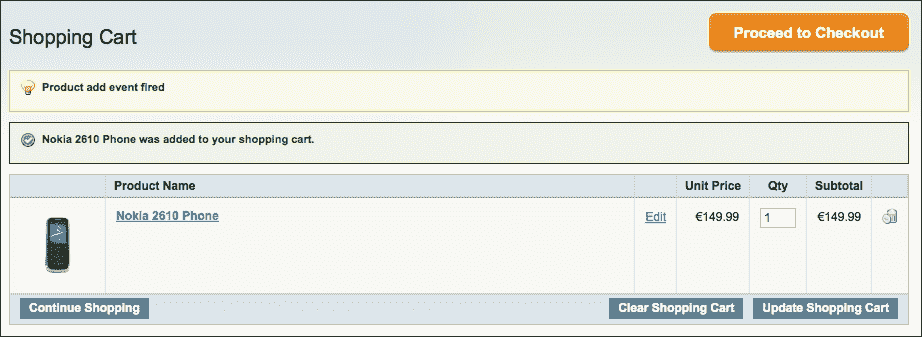 Shopping Cart
Proceed to Checkout
Product add event fired
Nokia 2610 Phone was added to your shopping cart.
Product Name Unit Price Qty Subtotal
Nokia 2610 Phone Edit €149.99 1 €149.99
Continue Shopping Clear Shopping Cart Update Shopping Cart